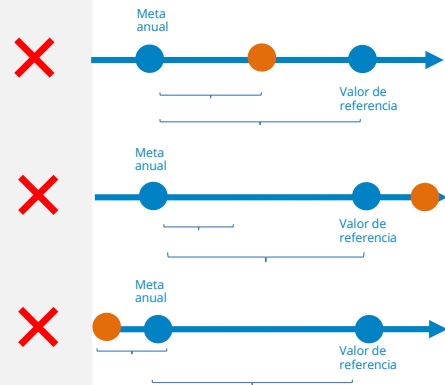 Meta
anual
Valor de
referencia
Meta
anual
Valor de
referencia
Meta
anual
Valor de
referencia